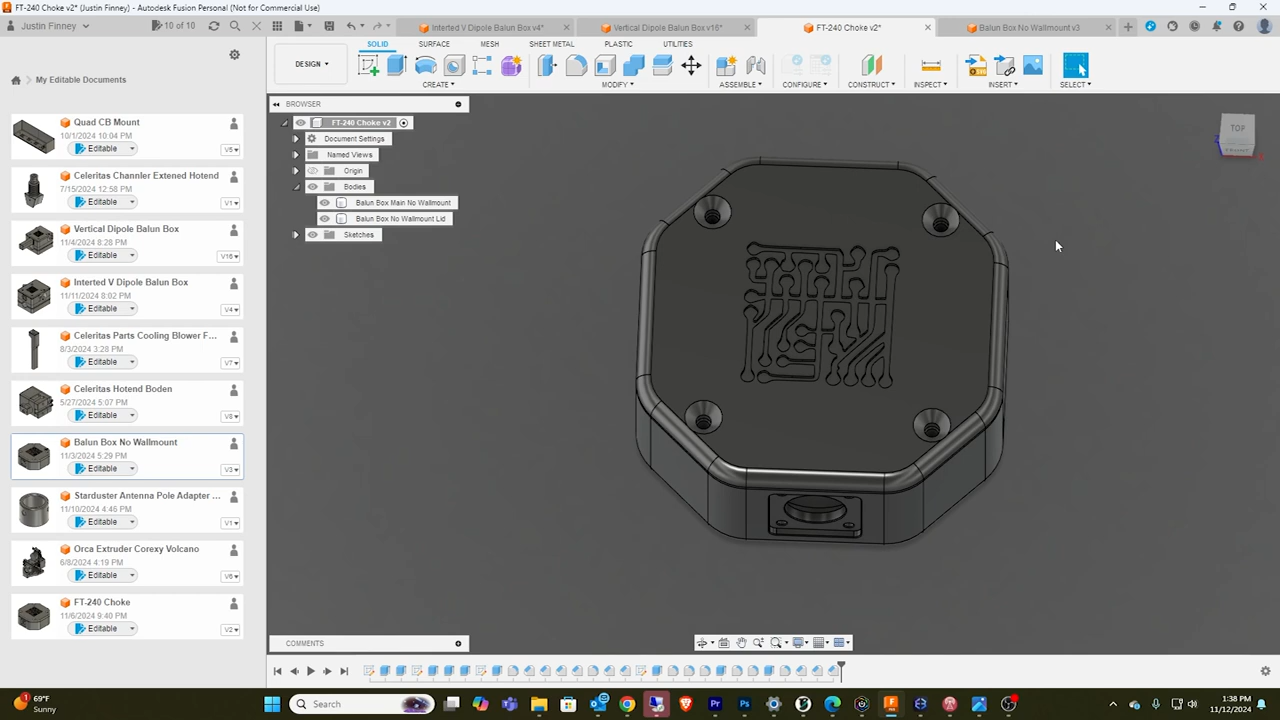 FT-240 Choke v2* (Justin Finney) - Autodesk Fusion Personal (Not for Commercial Use)
Justin Finney
10 of 10
Interted V Dipole Balun Box v4*
Vertical Dipole Balun Box v16*
FT-240 Choke v2*
Balun Box No Wallmount v3
My Editable Documents
DESIGN
SOLID
SURFACE
MESH
SHEET METAL
PLASTIC
UTILITIES
CREATE
MODIFY
ASSEMBLE
CONFIGURE
CONSTRUCT
INSPECT
INSERT
SELECT
BROWSER
FT-240 Choke v2
Document Settings
Named Views
Origin
Bodies
Balun Box Main No Wallmount
Balun Box No Wallmount Lid
Sketches
TOP
Quad CB Mount
10/1/2024 10:04 PM
Editable
V5
Celeritas Channler Extened Hotend
7/15/2024 12:58 PM
Editable
V1
Vertical Dipole Balun Box
11/4/2024 8:28 PM
Editable
V16
Interted V Dipole Balun Box
11/11/2024 8:02 PM
Editable
V4
Celeritas Parts Cooling Blower F...
8/3/2024 3:28 PM
Editable
V7
Celeritas Hotend Boden
5/27/2024 5:07 PM
Editable
V8
Balun Box No Wallmount
11/3/2024 5:29 PM
Editable
V3
Starduster Antenna Pole Adapter ...
11/10/2024 4:46 PM
Editable
V1
Orca Extruder Corexy Volcano
6/8/2024 4:19 PM
Editable
V6
FT-240 Choke
11/6/2024 9:40 PM
Editable
V2
COMMENTS
69°F
Sunny
Search
1:38 PM
11/12/2024